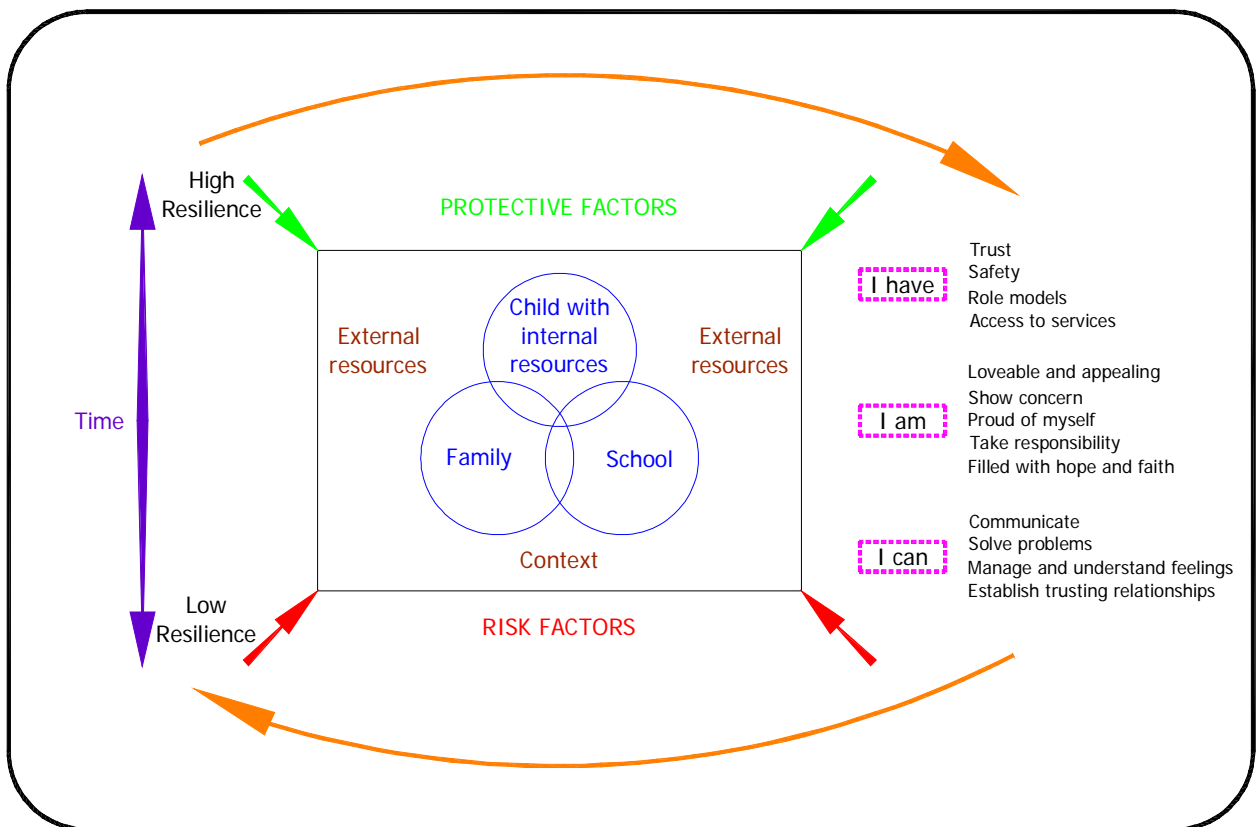 High
Resilience
PROTECTIVE FACTORS
Time
External
resources
Child with
internal
resources
External
resources
Family
School
Context
Low
Resilience
RISK FACTORS
I have
Trust
Safety
Role models
Access to services
I am
Loveable and appealing
Show concern
Proud of myself
Take responsibility
Filled with hope and faith
I can
Communicate
Solve problems
Manage and understand feelings
Establish trusting relationships